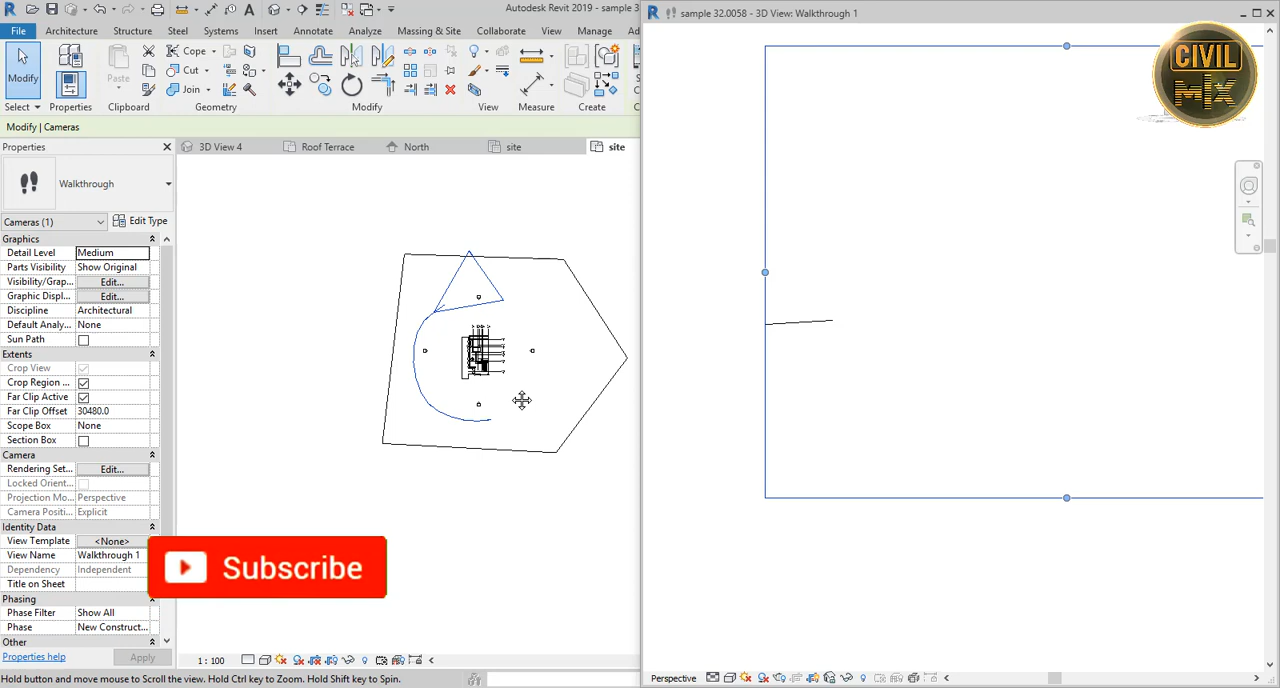 Autodesk Revit 2019 - sample 3
File
Architecture
Structure
Steel
Systems
Insert
Annotate
Analyze
Massing & Site
Collaborate
View
Manage
Ad
Modify
Select
Properties
Paste
Clipboard
Cope
Cut
Join
Geometry
Modify
View
Measure
Create
Modify | Cameras
Properties
Walkthrough
Cameras (1)
Edit Type
Graphics
Detail Level Medium
Parts Visibility Show Original
Visibility/Grap... Edit...
Graphic Displ... Edit...
Discipline Architectural
Default Analy... None
Sun Path
Extents
Crop View
Crop Region ...
Far Clip Active
Far Clip Offset 30480.0
Scope Box None
Section Box
Camera
Rendering Set... Edit...
Locked Orient...
Projection Mo... Perspective
Camera Positi... Explicit
Identity Data
View Template <None>
View Name Walkthrough 1
Dependency Independent
Title on Sheet
Phasing
Phase Filter Show All
Phase New Construct...
Other
Properties help
Apply
3D View 4
Roof Terrace
North
site
site
Subscribe
1 : 100
Hold button and move mouse to Scroll the view. Hold Ctrl key to Zoom. Hold Shift key to Spin.
sample 32.0058 - 3D View: Walkthrough 1
CIVIL
MIX
Perspective